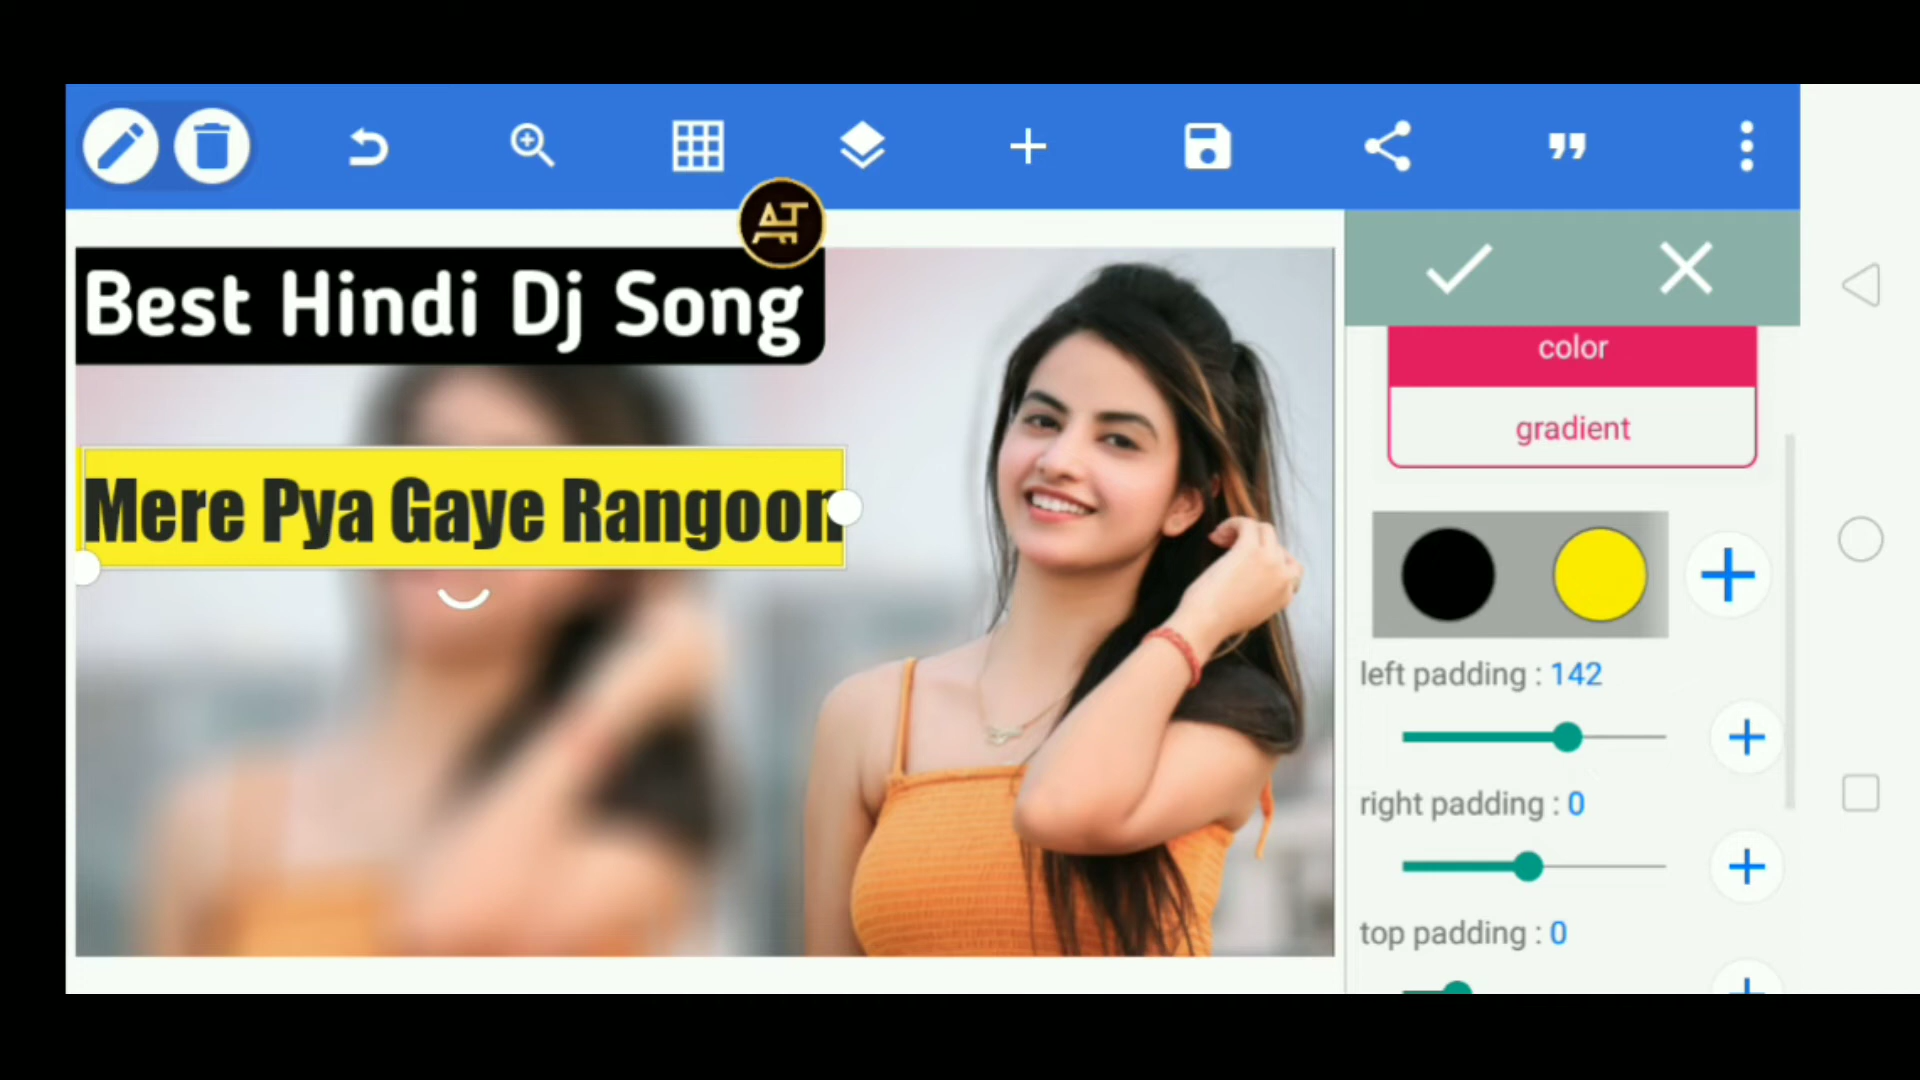 Best Hindi Dj Song
Mere Pya Gaye Rangoon
color
gradient
left padding : 142
right padding : 0
top padding : 0